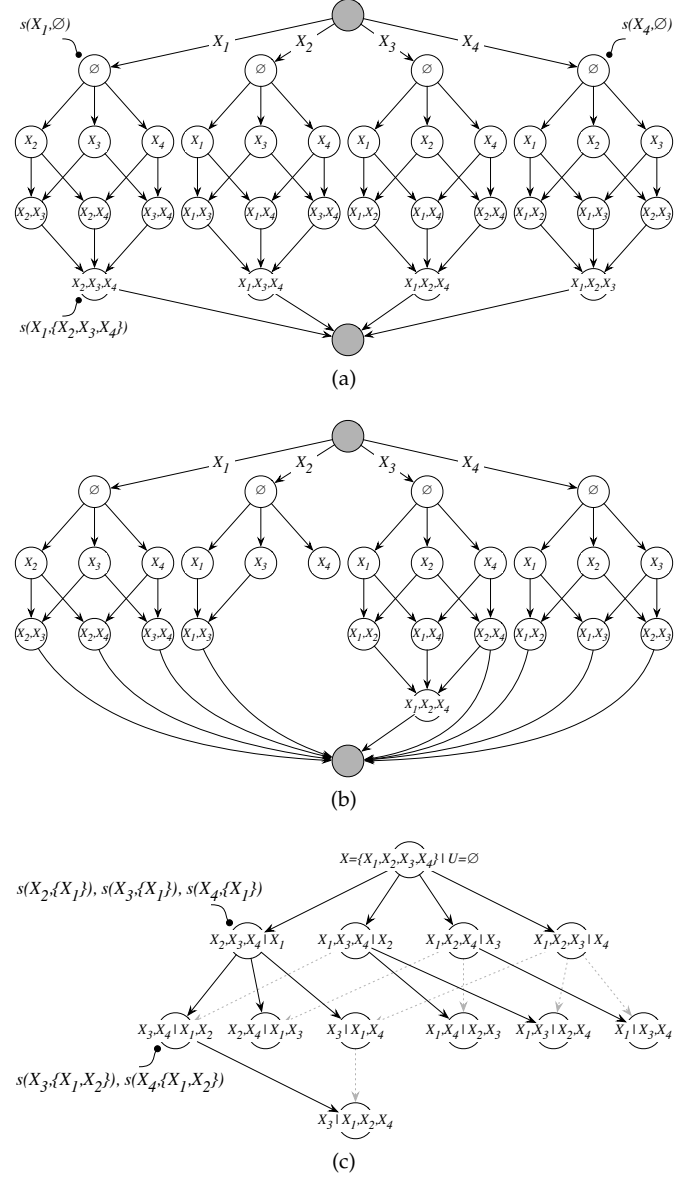 s(X1,∅) s(X4,∅)
X1 X2 X3 X4
∅ ∅ ∅ ∅
X2 X3 X4 X1 X3 X4 X1 X2 X4 X1 X2 X3
X2,X3 X2,X4 X3,X4 X1,X3 X1,X4 X3,X4 X1,X2 X1,X4 X2,X4 X1,X2 X1,X3 X2,X3
X2,X3,X4 X1,X3,X4 X1,X2,X4 X1,X2,X3
s(X1,{X2,X3,X4})
(a)
X1 X2 X3 X4
∅ ∅ ∅ ∅
X2 X3 X4 X1 X3 X4 X1 X2 X4 X1 X2 X3
X2,X3 X2,X4 X3,X4 X1,X3 X1,X2 X1,X4 X2,X4 X1,X2 X1,X3 X2,X3
X1,X2,X4
(b)
X={X1,X2,X3,X4} | U=∅
s(X2,{X1}), s(X3,{X1}), s(X4,{X1})
X2,X3,X4 | X1 X1,X3,X4 | X2 X1,X2,X4 | X3 X1,X2,X3 | X4
X3,X4 | X1,X2 X2,X4 | X1,X3 X3 | X1,X4 X1,X4 | X2,X3 X1,X3 | X2,X4 X1 | X3,X4
s(X3,{X1,X2}), s(X4,{X1,X2})
X3 | X1,X2,X4
(c)